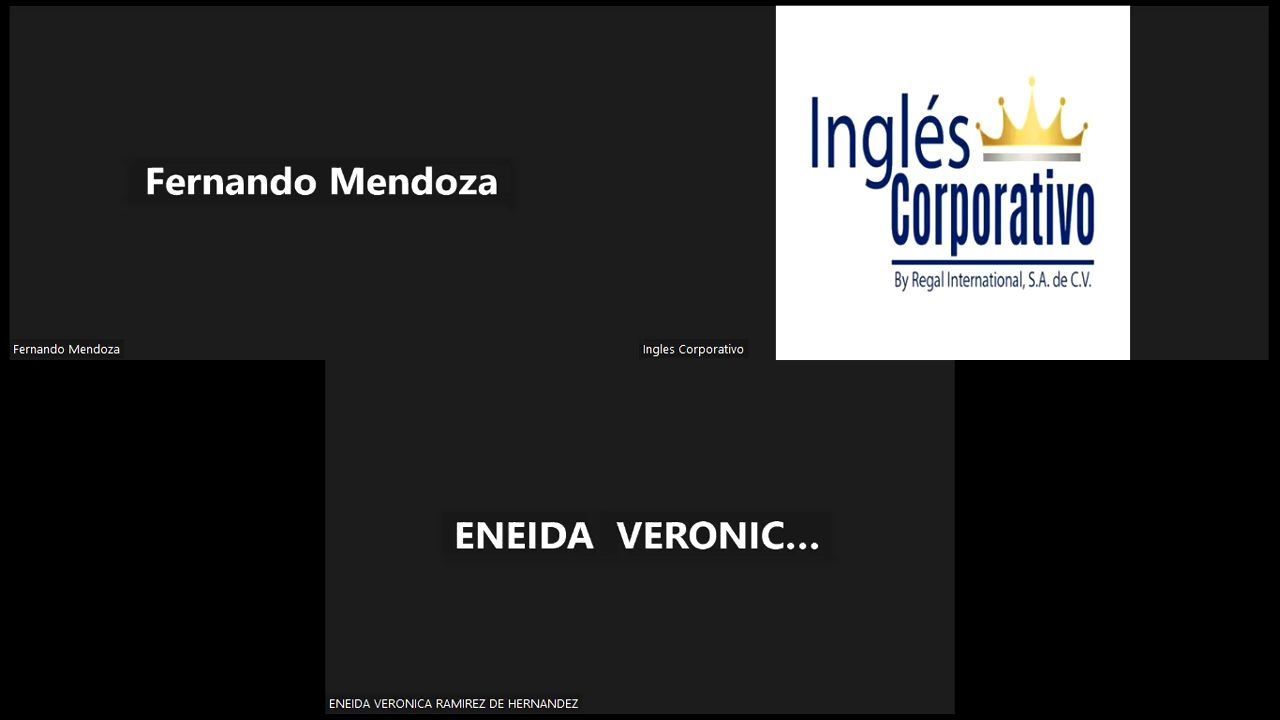 Fernando Mendoza
Fernando Mendoza
Inglés
Corporativo
By Regal International, S.A. de C.V.
Ingles Corporativo
ENEIDA VERONIC...
ENEIDA VERONICA RAMIREZ DE HERNANDEZ